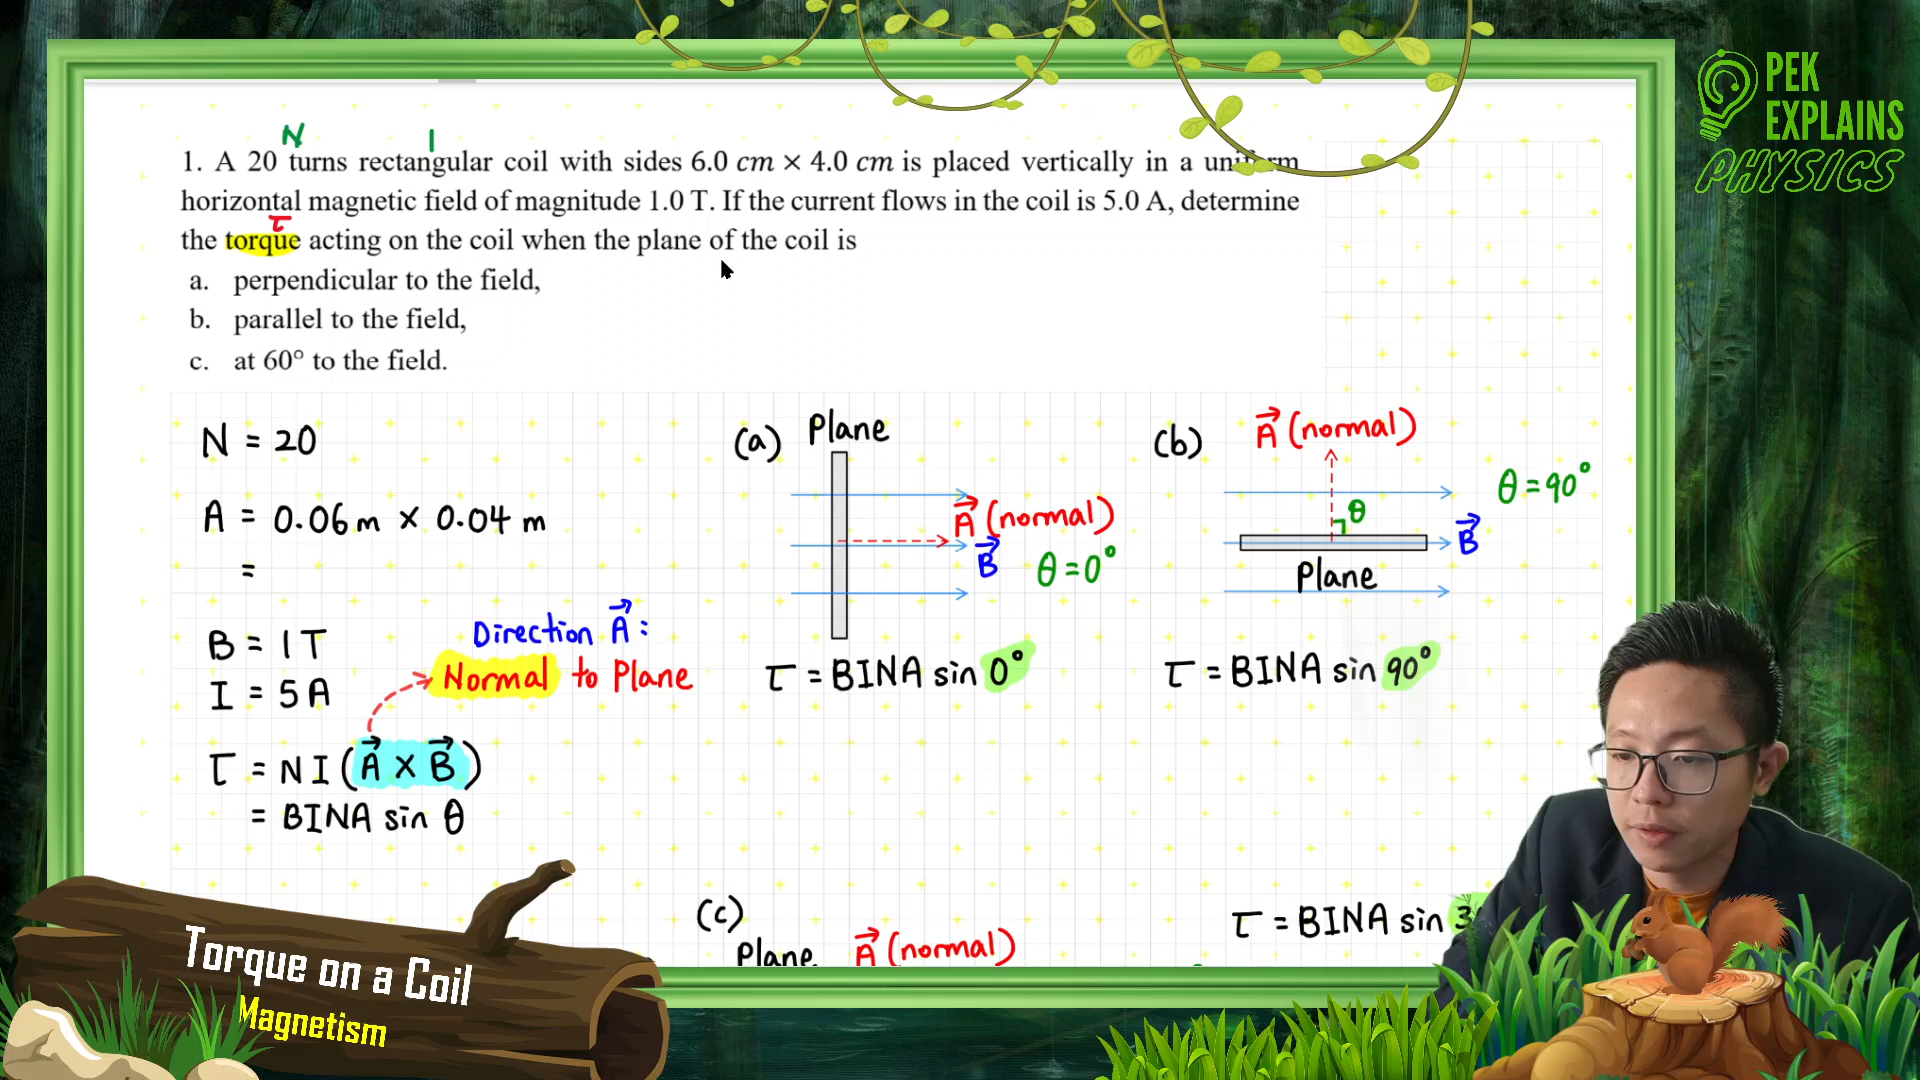 PEK
EXPLAINS
PHYSICS
N I
1. A 20 turns rectangular coil with sides 6.0 cm × 4.0 cm is placed vertically in a
horizontal magnetic field of magnitude 1.0 T. If the current flows in the coil is 5.0 A, determine
τ
the torque acting on the coil when the plane of the coil is
a. perpendicular to the field,
b. parallel to the field,
c. at 60° to the field.
N = 20
A = 0.06 m × 0.04 m
=
B = 1T
I = 5A
Direction A⃗ :
Normal to Plane
τ = NI(A⃗ × B⃗)
= BINA sin θ
(a) Plane
A⃗ (normal)
B⃗ θ = 0°
τ = BINA sin 0°
(b) A⃗ (normal)
θ = 90°
θ
B⃗
Plane
τ = BINA sin 90°
(c)
Plane A⃗ (normal)
τ = BINA sin 3
Torque on a Coil
Magnetism